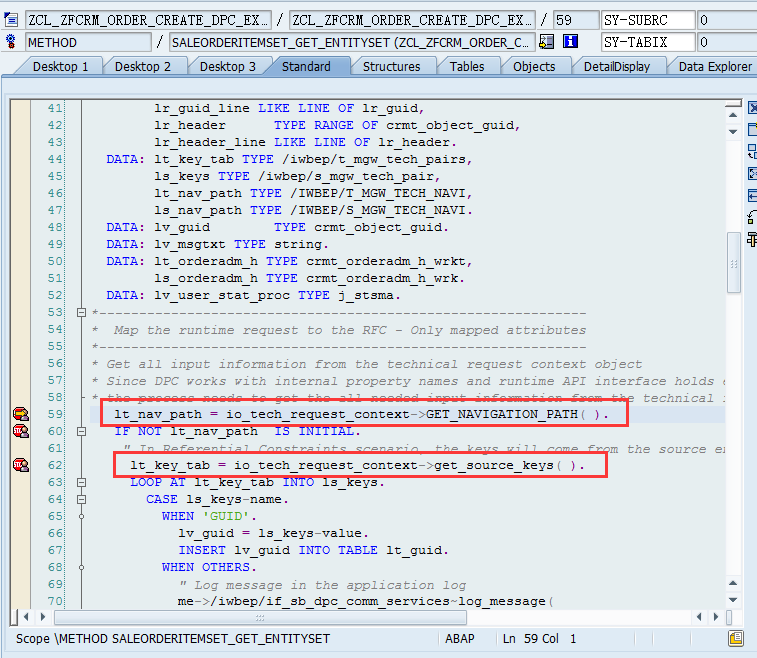 ZCL_ZFCRM_ORDER_CREATE_DPC_EX... / ZCL_ZFCRM_ORDER_CREATE_DPC_EX... / 59 SY-SUBRC 0
METHOD / SALEORDERITEMSET_GET_ENTITYSET (ZCL_ZFCRM_ORDER_C... SY-TABIX 0
Desktop 1 Desktop 2 Desktop 3 Standard Structures Tables Objects DetailDisplay Data Explorer
41 lr_guid_line LIKE LINE OF lr_guid,
42 lr_header TYPE RANGE OF crmt_object_guid,
43 lr_header_line LIKE LINE OF lr_header.
44 DATA: lt_key_tab TYPE /iwbep/t_mgw_tech_pairs,
45 ls_keys TYPE /iwbep/s_mgw_tech_pair,
46 lt_nav_path TYPE /IWBEP/T_MGW_TECH_NAVI,
47 ls_nav_path TYPE /IWBEP/S_MGW_TECH_NAVI.
48 DATA: lv_guid TYPE crmt_object_guid.
49 DATA: lv_msgtxt TYPE string.
50 DATA: lt_orderadm_h TYPE crmt_orderadm_h_wrkt,
51 ls_orderadm_h TYPE crmt_orderadm_h_wrk.
52 DATA: lv_user_stat_proc TYPE j_stsma.
53 *-------------------------------------------------------------
54 * Map the runtime request to the RFC - Only mapped attributes
55 *-------------------------------------------------------------
56 * Get all input information from the technical request context object
57 * Since DPC works with internal property names and runtime API interface holds
58 * the process needs to get the all needed input information from the technical
59 lt_nav_path = io_tech_request_context->GET_NAVIGATION_PATH( ).
60 IF NOT lt_nav_path IS INITIAL.
61 " In Referential Constraints scenario, the keys will come from the source
62 lt_key_tab = io_tech_request_context->get_source_keys( ).
63 LOOP AT lt_key_tab INTO ls_keys.
64 CASE ls_keys-name.
65 WHEN 'GUID'.
66 lv_guid = ls_keys-value.
67 INSERT lv_guid INTO TABLE lt_guid.
68 WHEN OTHERS.
69 " Log message in the application log
70 me->/iwbep/if_sb_dpc_comm_services~log_message(
Scope \METHOD SALEORDERITEMSET_GET_ENTITYSET ABAP Ln 59 Col 1